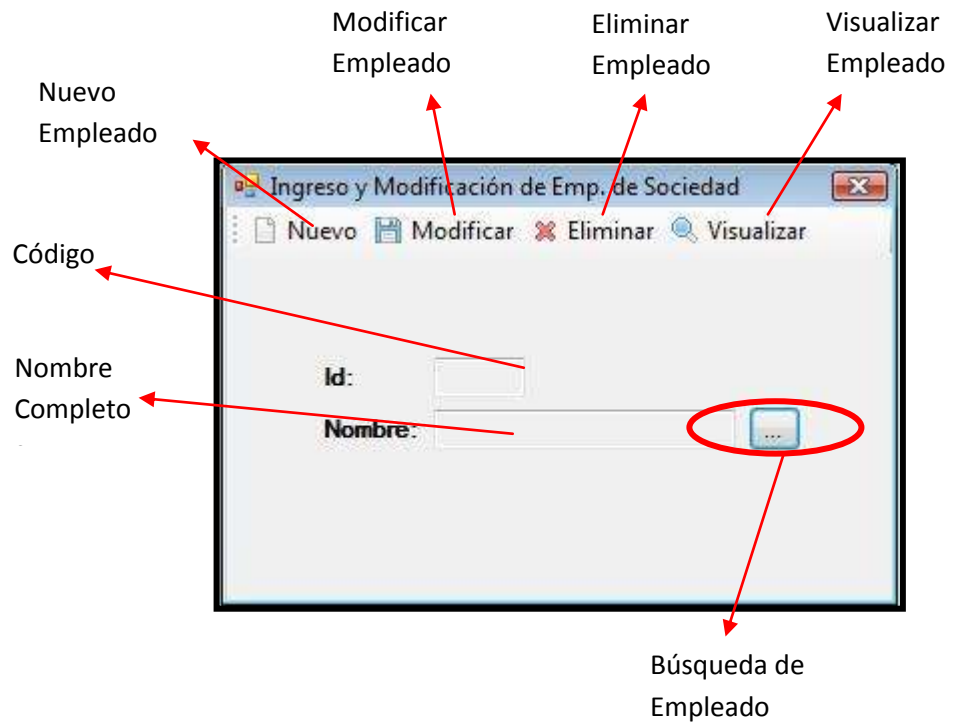 Modificar
Empleado
Eliminar
Empleado
Visualizar
Empleado
Nuevo
Empleado
Ingreso y Modificación de Emp. de Sociedad
Nuevo Modificar Eliminar Visualizar
Código
Id:
Nombre
Completo
Nombre:
...
Búsqueda de
Empleado